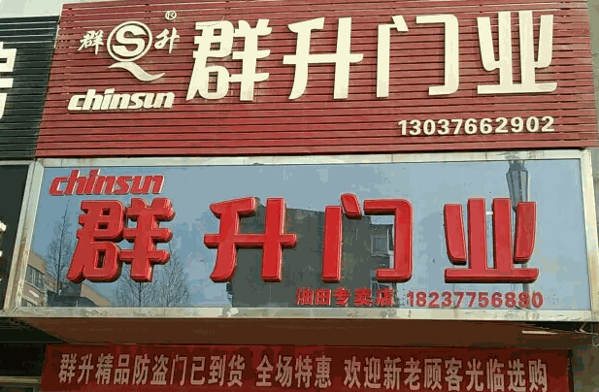 群 S 升 ®
chinsun
群升门业
13037662902
chinsun
群升门业
油田专卖店 18237756880
群升精品防盗门已到货 全场特惠 欢迎新老顾客光临选购